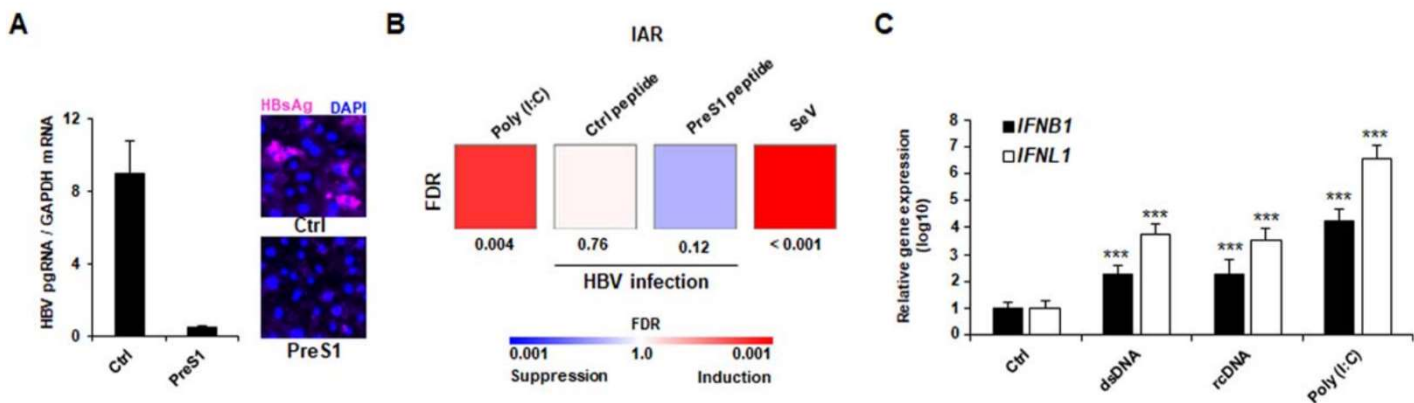 A
HBV pgRNA / GAPDH mRNA
12
8
4
0
Ctrl
PreS1
HBsAg DAPI
Ctrl
PreS1
B
IAR
Poly (I:C)
Ctrl peptide
PreS1 peptide
SeV
FDR
0.004
0.76
0.12
< 0.001
HBV infection
FDR
0.001
1.0
0.001
Suppression
Induction
C
Relative gene expression
(log10)
8
7
6
5
4
3
2
1
0
IFNB1
IFNL1
***
***
***
***
***
***
Ctrl
dsDNA
rcDNA
Poly (I:C)